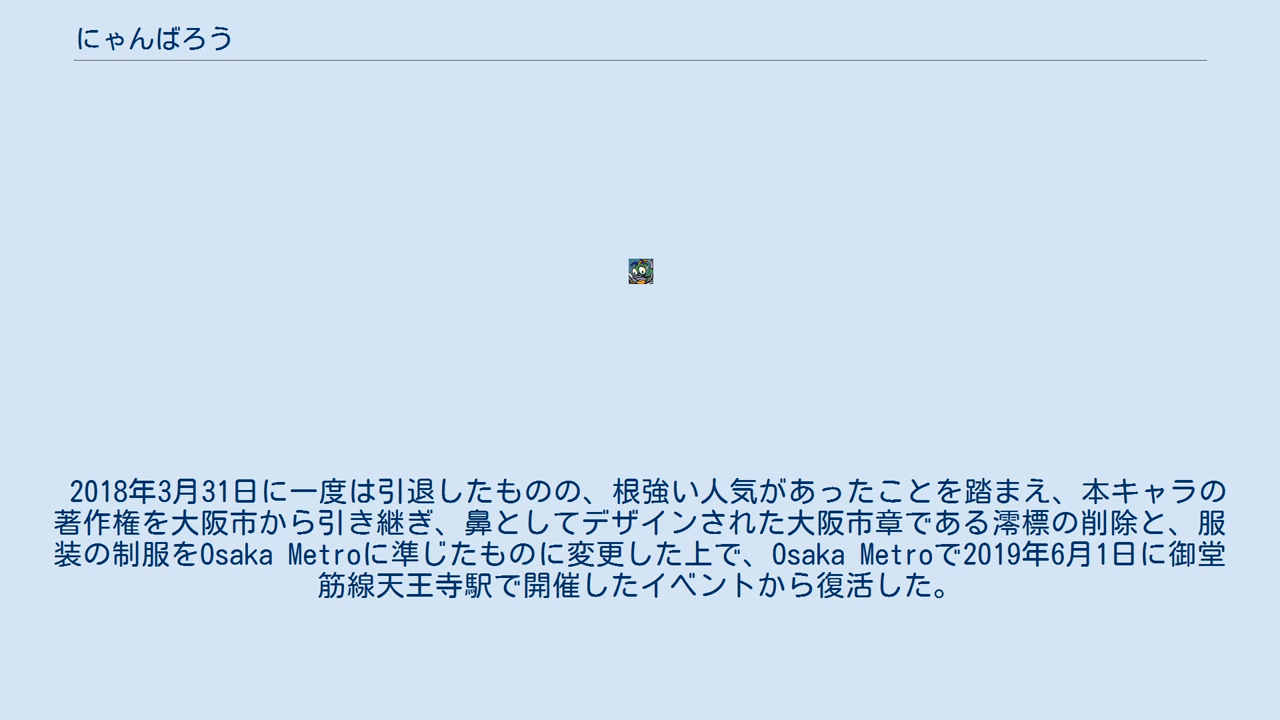 にゃんばろう
2018年3月31日に一度は引退したものの、根強い人気があったことを踏まえ、本キャラの
著作権を大阪市から引き継ぎ、鼻としてデザインされた大阪市章である澪標の削除と、服
装の制服をOsaka Metroに準じたものに変更した上で、Osaka Metroで2019年6月1日に御堂
筋線天王寺駅で開催したイベントから復活した。